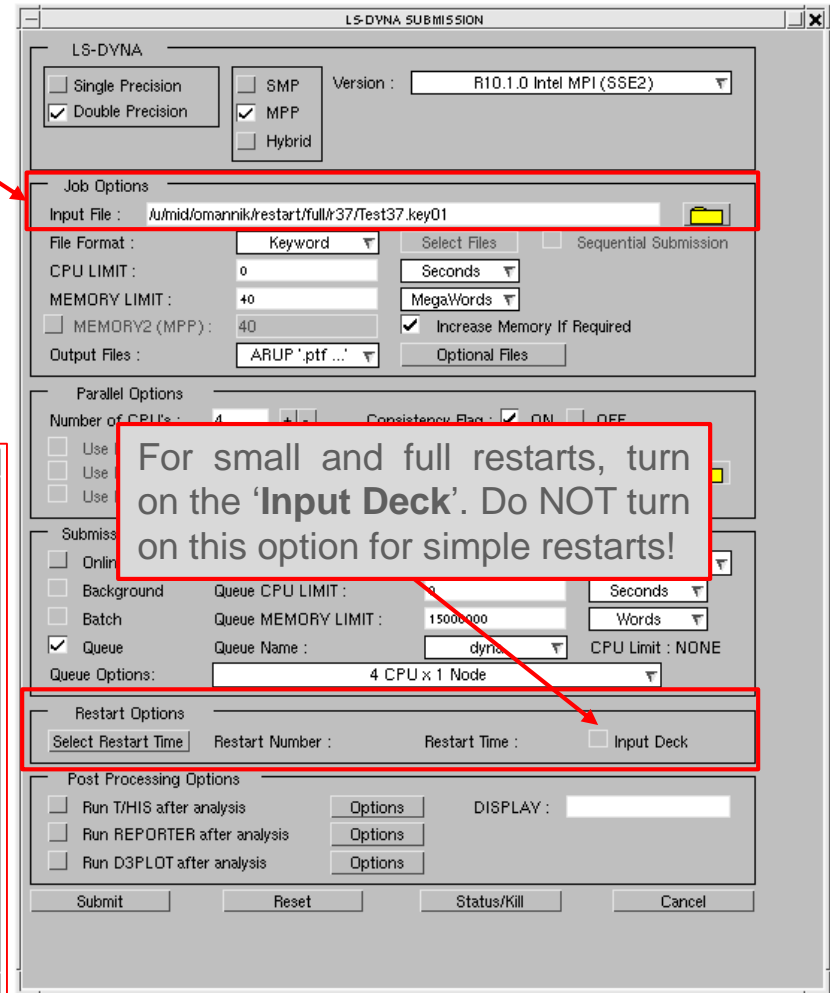 LS-DYNA SUBMISSION
LS-DYNA
Single Precision
Double Precision
SMP
MPP
Hybrid
Version : R10.1.0 Intel MPI (SSE2)
Job Options
Input File : /u/mid/omannik/restart/full/r37/Test37.key01
File Format : Keyword Select Files Sequential Submission
CPU LIMIT : 0 Seconds
MEMORY LIMIT : 40 MegaWords
MEMORY2 (MPP) : 40 Increase Memory If Required
Output Files : ARUP '.ptf ...' Optional Files
Parallel Options
Number of CPU's : 4 + - Consistency Flag : ON OFF
Use
Use
Use
For small and full restarts, turn
on the ‘Input Deck’. Do NOT turn
on this option for simple restarts!
Background Queue CPU LIMIT : 0 Seconds
Batch Queue MEMORY LIMIT : 15000000 Words
Queue Queue Name : CPU Limit : NONE
Queue Options: 4 CPU x 1 Node
Restart Options
Select Restart Time Restart Number : Restart Time : Input Deck
Post Processing Options
Run T/HIS after analysis Options DISPLAY :
Run REPORTER after analysis Options
Run D3PLOT after analysis Options
Submit Reset Status/Kill Cancel